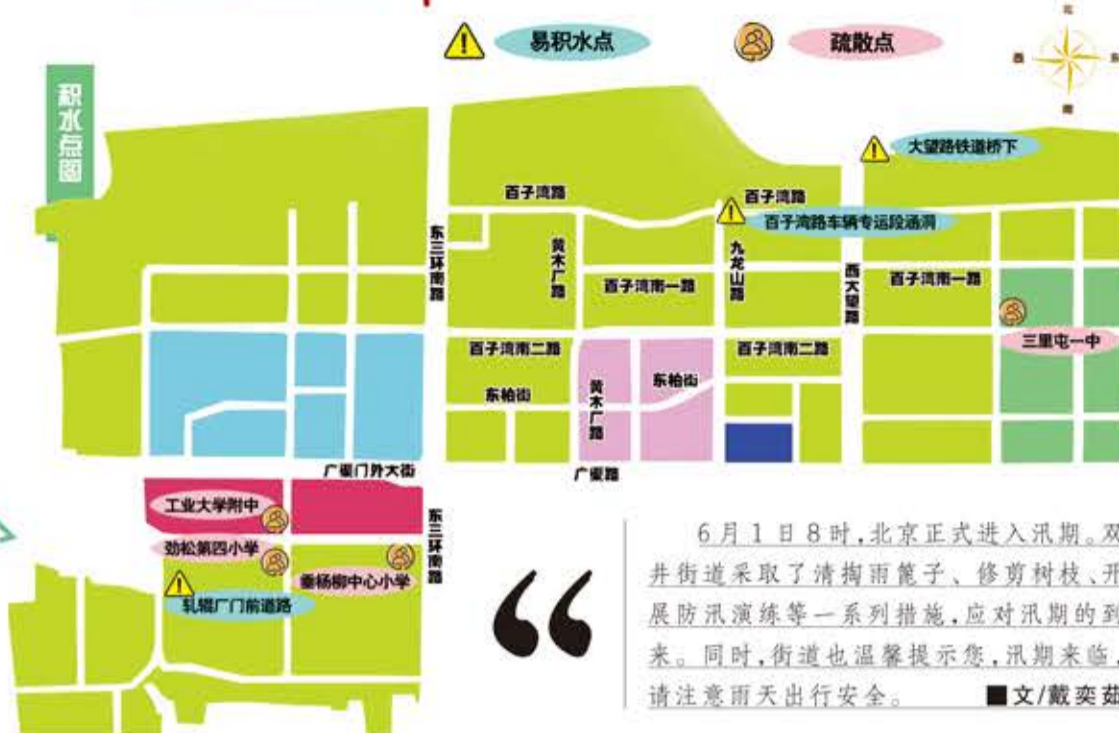 易积水点
疏散点
北
西
东
南
积水点图
大望路铁道桥下
百子湾路
百子湾路
百子湾路车辆专运段涵洞
东三环南路
黄木厂路
九龙山路
西大望路
百子湾南一路
百子湾南一路
三里屯一中
百子湾南二路
百子湾南二路
东柏街
黄木厂路
东柏街
广渠门外大街
广渠路
工业大学附中
东三环南路
劲松第四小学
垂杨柳中心小学
轧辊厂门前道路
“
6月1日8时,北京正式进入汛期。双
井街道采取了清掏雨篦子、修剪树枝、开
展防汛演练等一系列措施,应对汛期的到
来。同时,街道也温馨提示您,汛期来临,
请注意雨天出行安全。 ■文/戴奕茹